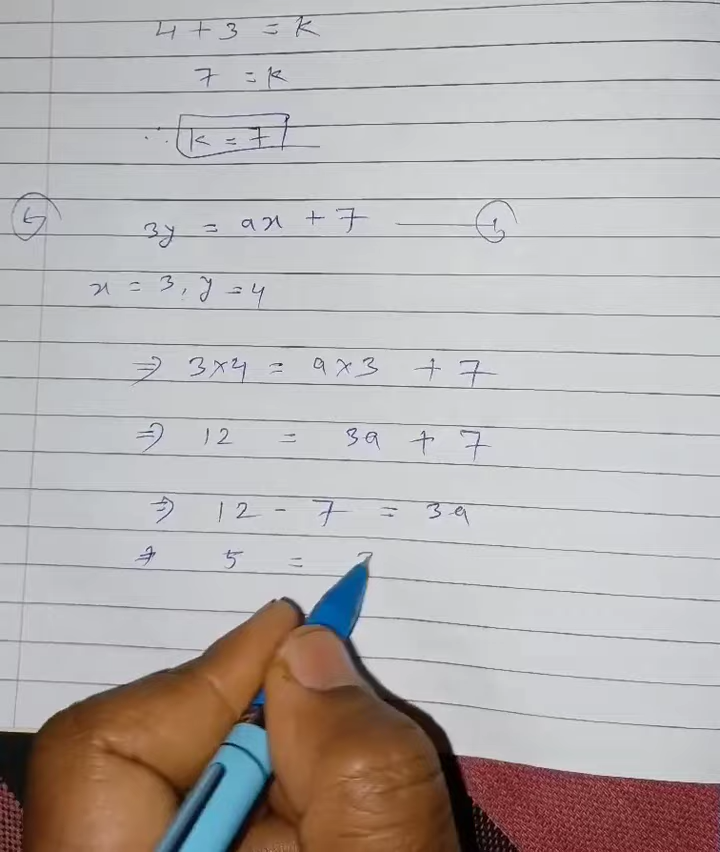 4 + 3 = k
7 = k
∴ k = 7
3y = ax + 7 —— ①
x = 3, y = 4
⇒ 3×4 = a×3 + 7
⇒ 12 = 3a + 7
⇒ 12 - 7 = 3a
⇒ 5 =